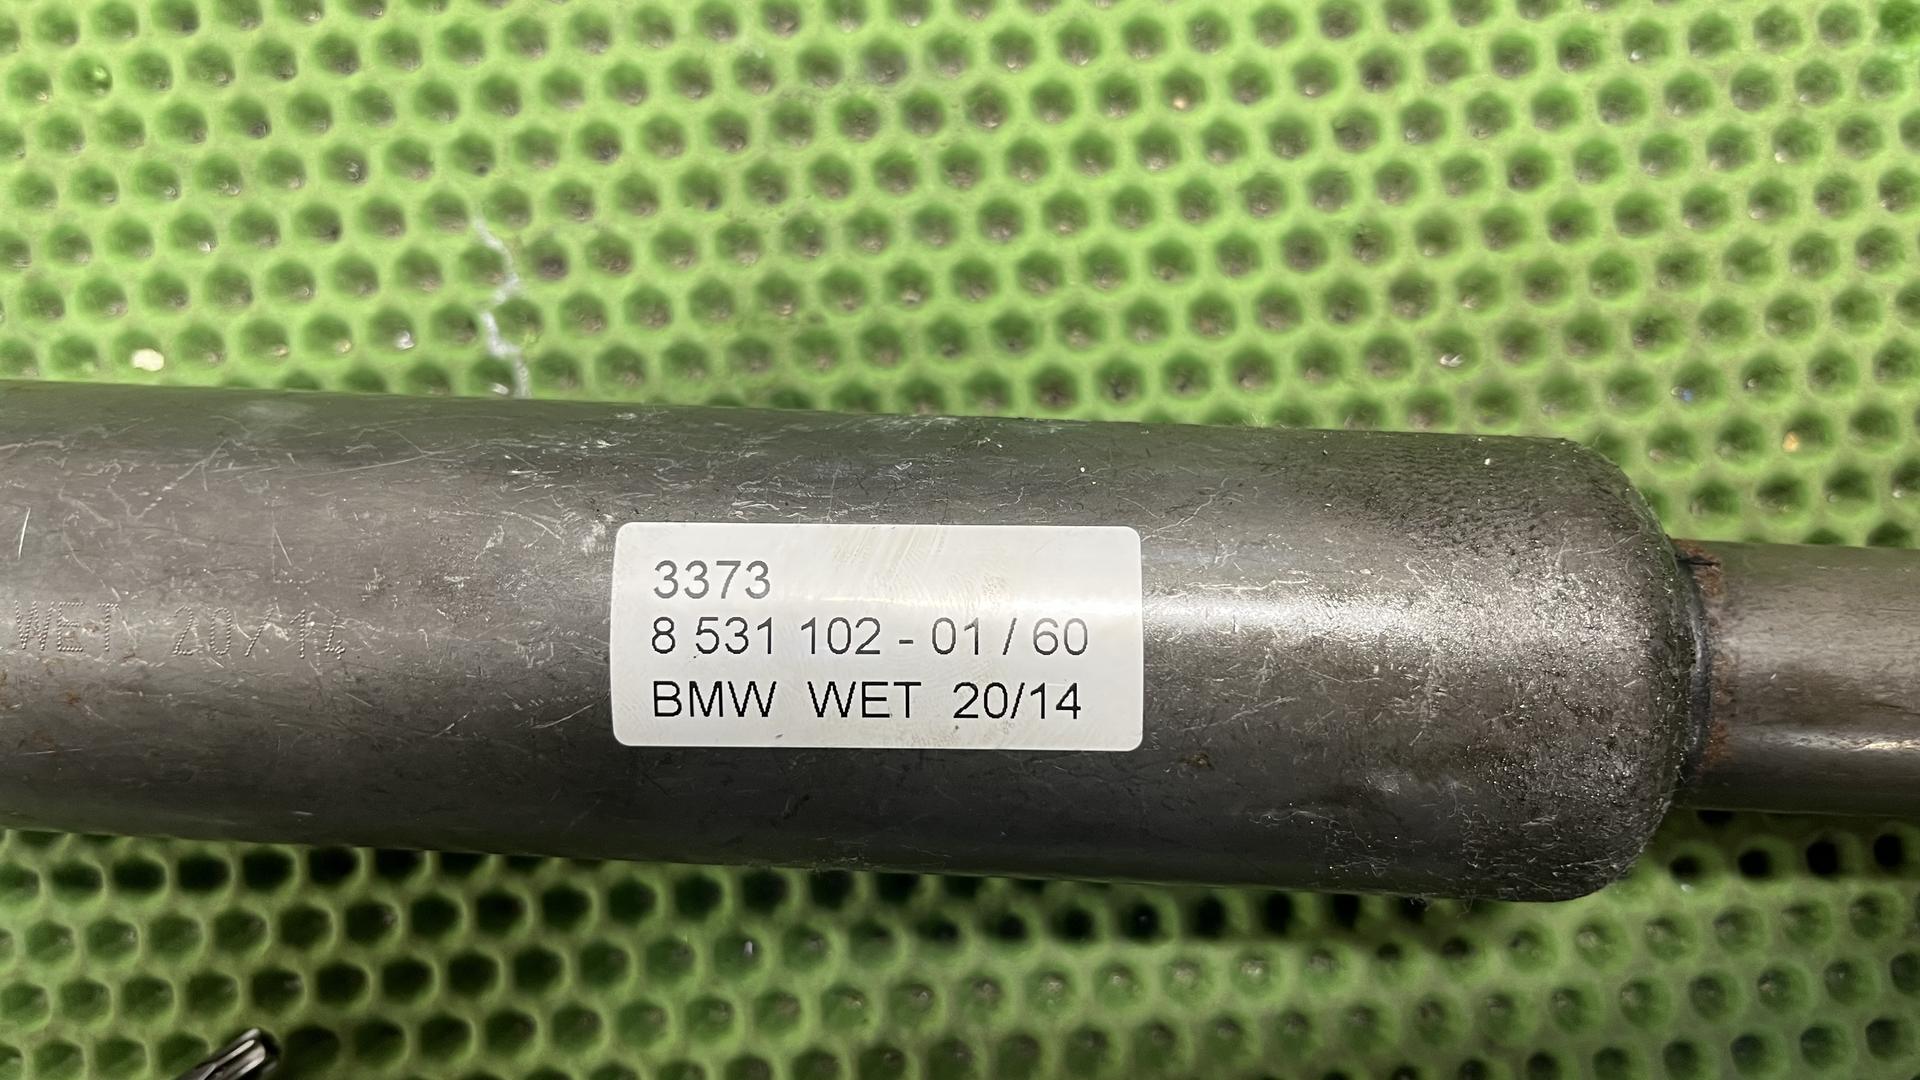 WET 20/14
3373
8 531 102 - 01 / 60
BMW WET 20/14